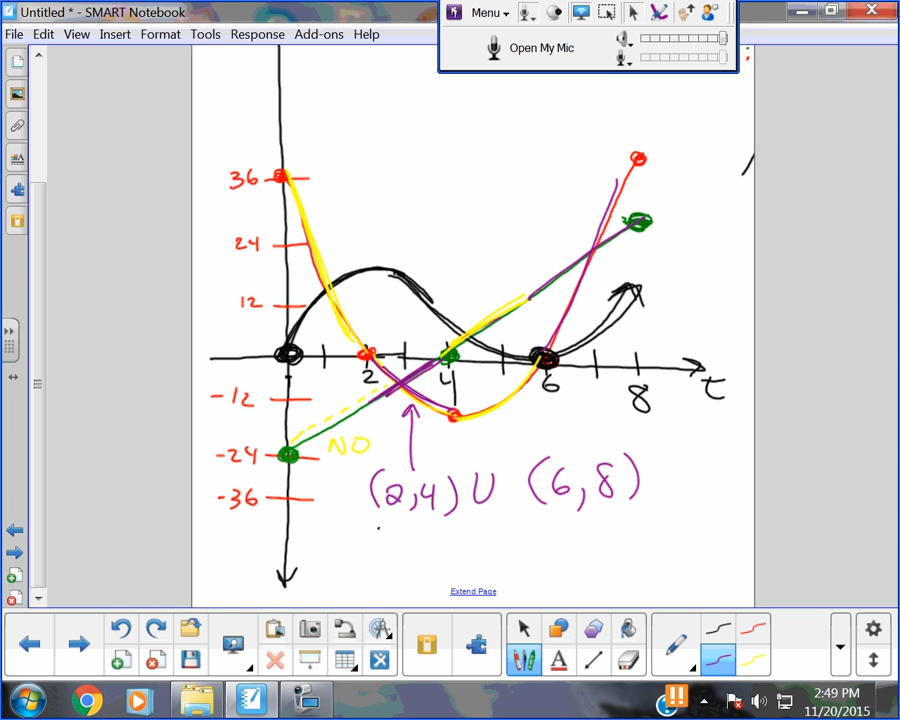 Untitled * - SMART Notebook
Menu
File Edit View Insert Format Tools Response Add-ons Help
Open My Mic
36
24
12
2 4 6 8 t
-12
-24 NO
-36
(2,4) U (6,8)
Extend Page
2:49 PM
11/20/2015